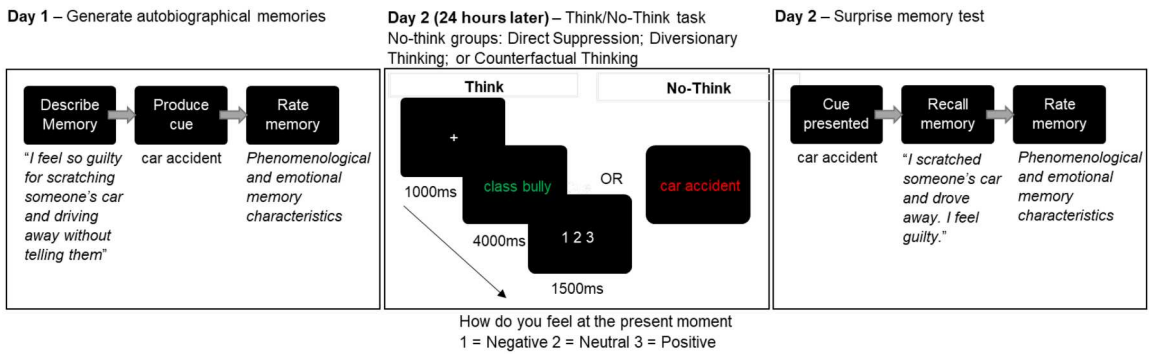 Day 1 – Generate autobiographical memories
Describe
Memory
Produce
cue
Rate
memory
"I feel so guilty
for scratching
someone's car
and driving
away without
telling them"
car accident
Phenomenological
and emotional
memory
characteristics
Day 2 (24 hours later) – Think/No-Think task
No-think groups: Direct Suppression; Diversionary
Thinking; or Counterfactual Thinking
Think
No-Think
+
1000ms
class bully
4000ms
1 2 3
1500ms
OR
car accident
How do you feel at the present moment
1 = Negative 2 = Neutral 3 = Positive
Day 2 – Surprise memory test
Cue
presented
Recall
memory
Rate
memory
car accident
"I scratched
someone's car
and drove
away. I feel
guilty."
Phenomenological
and emotional
memory
characteristics